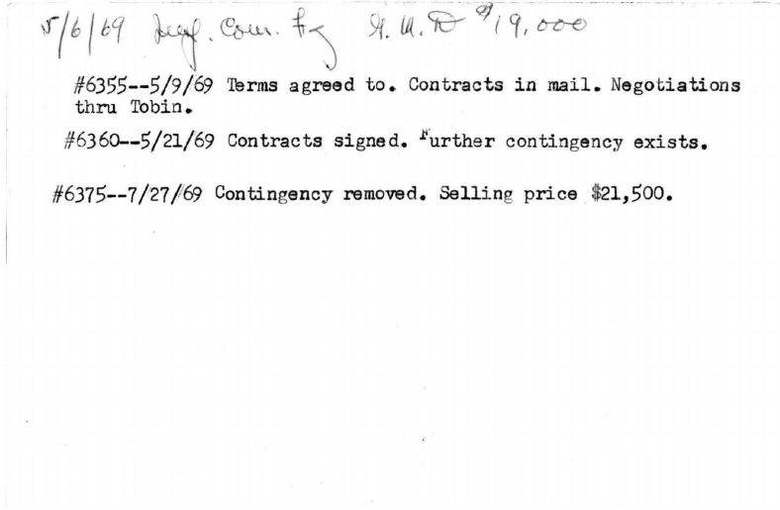 5/6/69 $19,000
#6355--5/9/69 Terms agreed to. Contracts in mail. Negotiations
thru Tobin.
#6360--5/21/69 Contracts signed. Further contingency exists.
#6375--7/27/69 Contingency removed. Selling price $21,500.